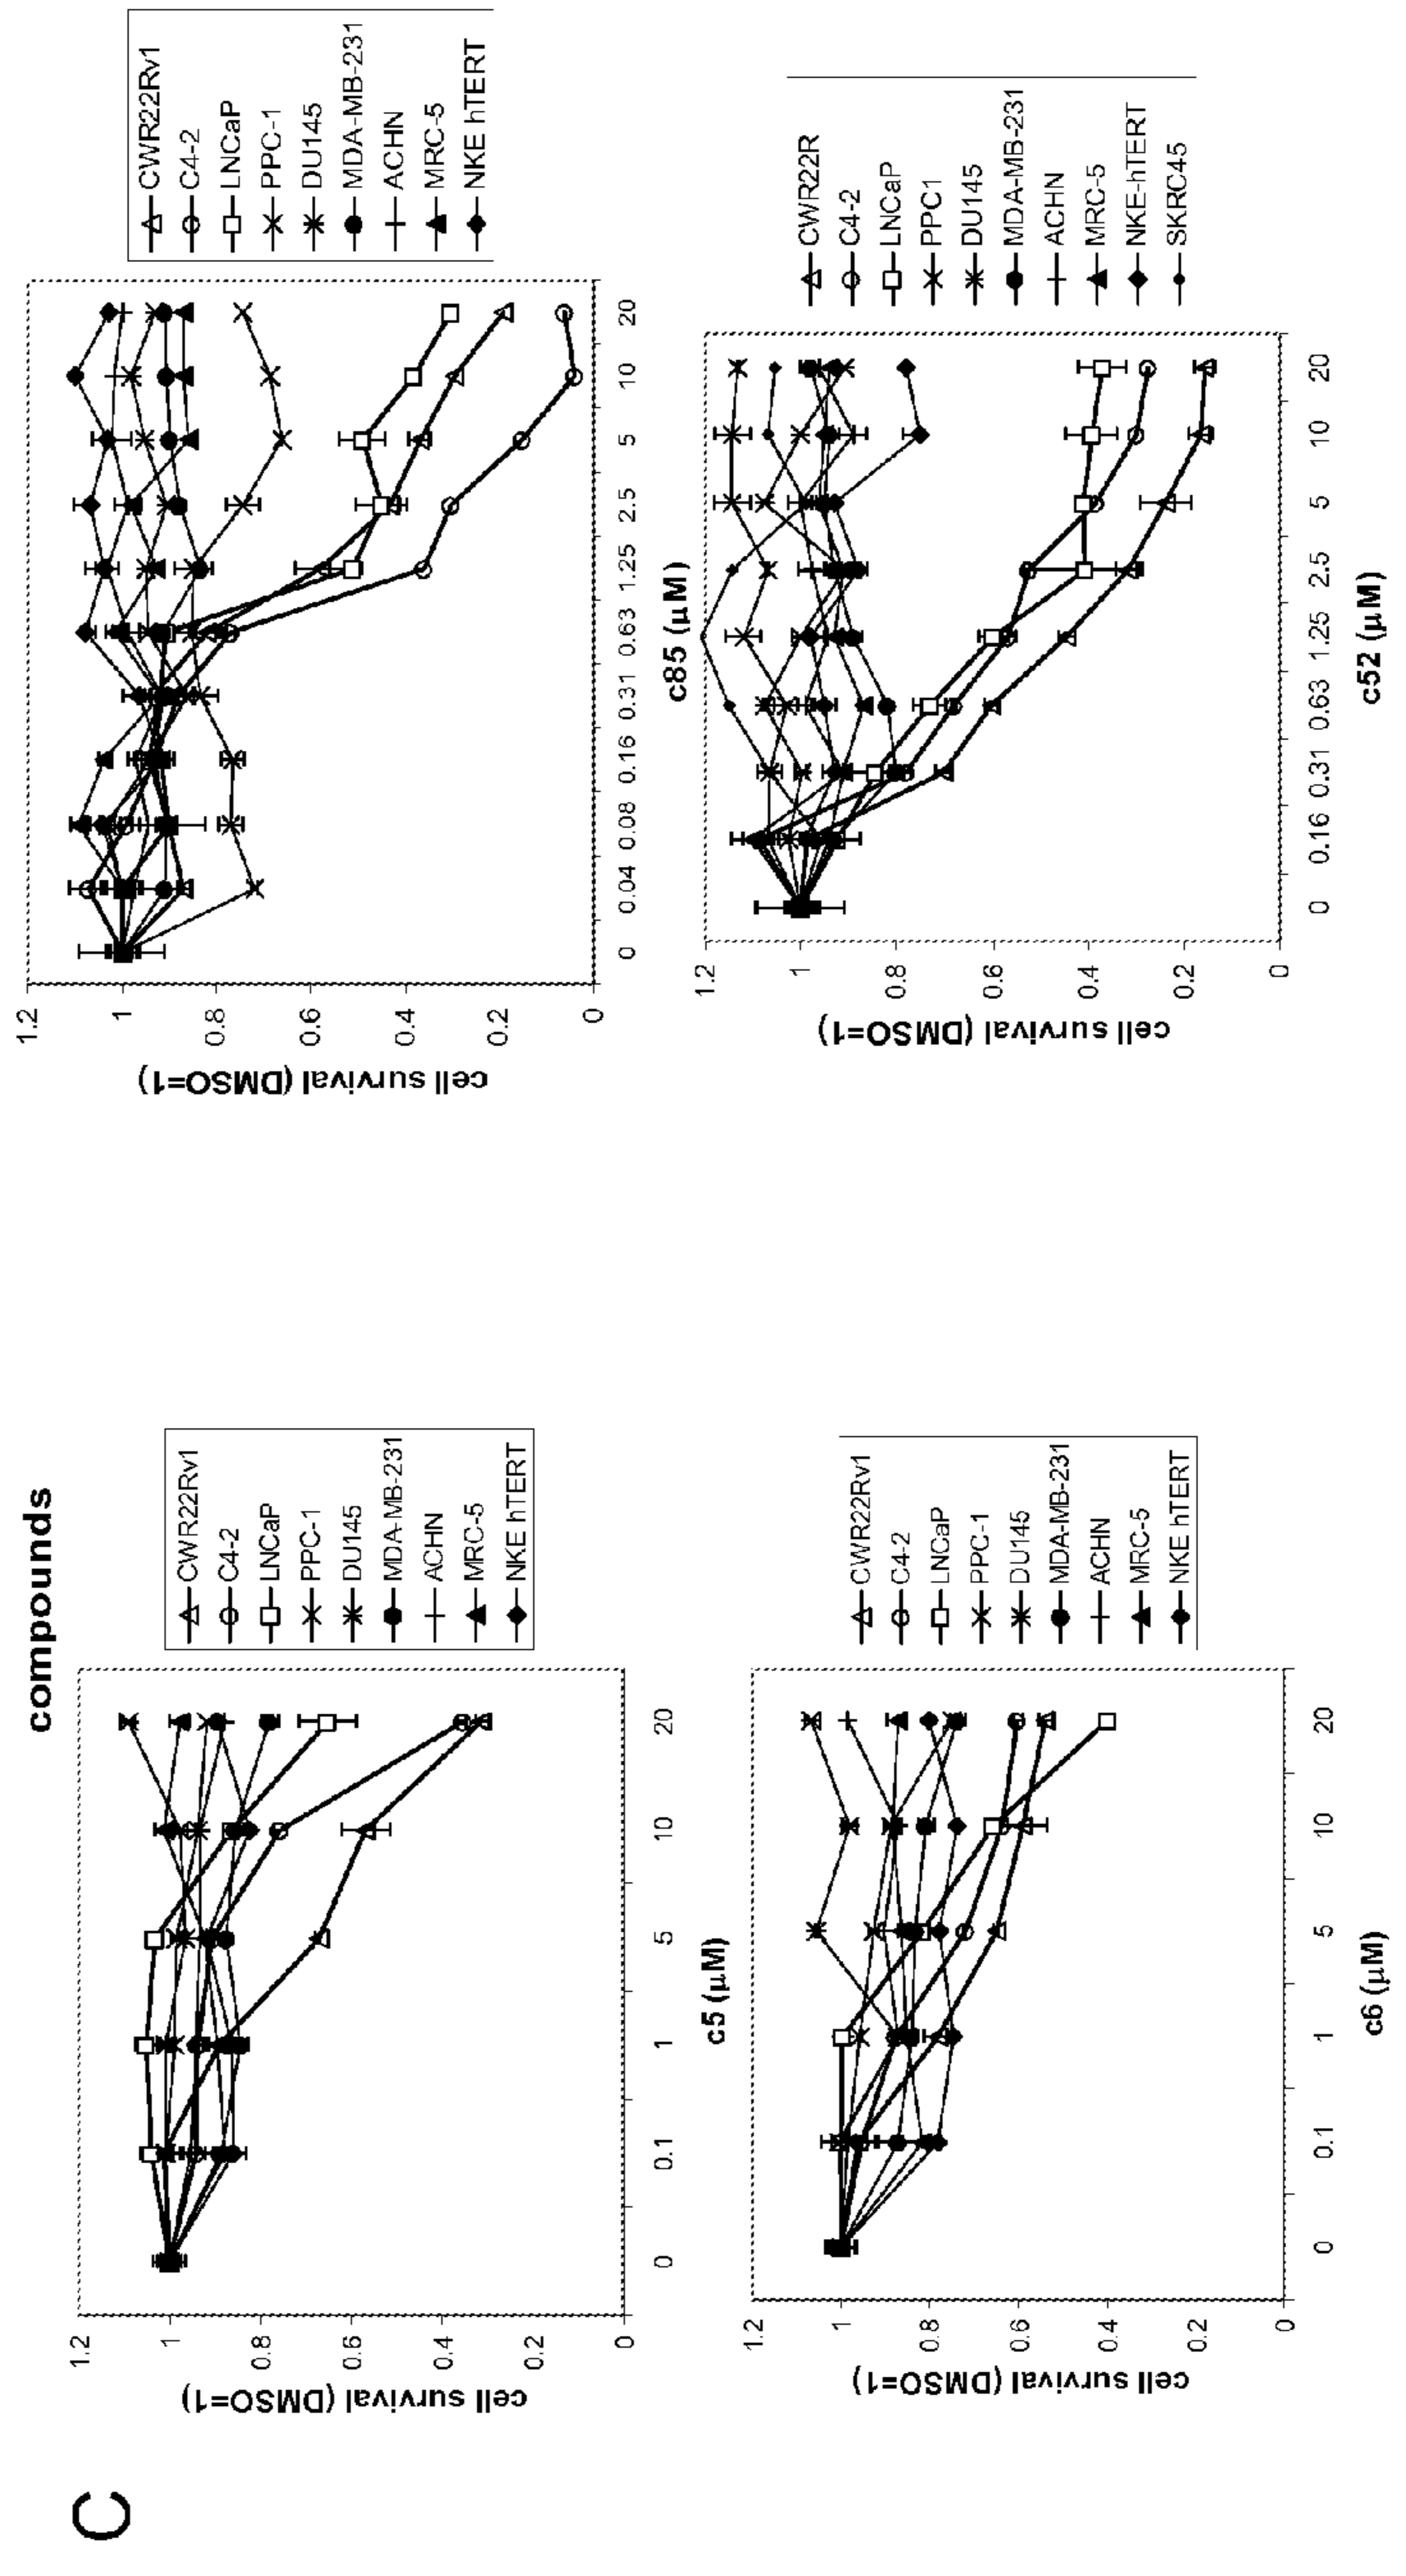 C
compounds
cell survival (DMSO=1)
1.2
1
0.8
0.6
0.4
0.2
0
0 0.1 1 5 10 20
c5 (µM)
CWR22Rv1
C4-2
LNCaP
PPC-1
DU145
MDA-MB-231
ACHN
MRC-5
NKE hTERT
cell survival (DMSO=1)
1.2
1
0.8
0.6
0.4
0.2
0
0 0.04 0.08 0.16 0.31 0.63 1.25 2.5 5 10 20
c85 (µM)
CWR22Rv1
C4-2
LNCaP
PPC-1
DU145
MDA-MB-231
ACHN
MRC-5
NKE hTERT
cell survival (DMSO=1)
1.2
1
0.8
0.6
0.4
0.2
0
0 0.1 1 5 10 20
c6 (µM)
CWR22Rv1
C4-2
LNCaP
PPC-1
DU145
MDA-MB-231
ACHN
MRC-5
NKE hTERT
cell survival (DMSO=1)
1.2
1
0.8
0.6
0.4
0.2
0
0 0.16 0.31 0.63 1.25 2.5 5 10 20
c52 (µM)
CWR22R
C4-2
LNCaP
PPC1
DU145
MDA-MB-231
ACHN
MRC-5
NKE-hTERT
SKRC45